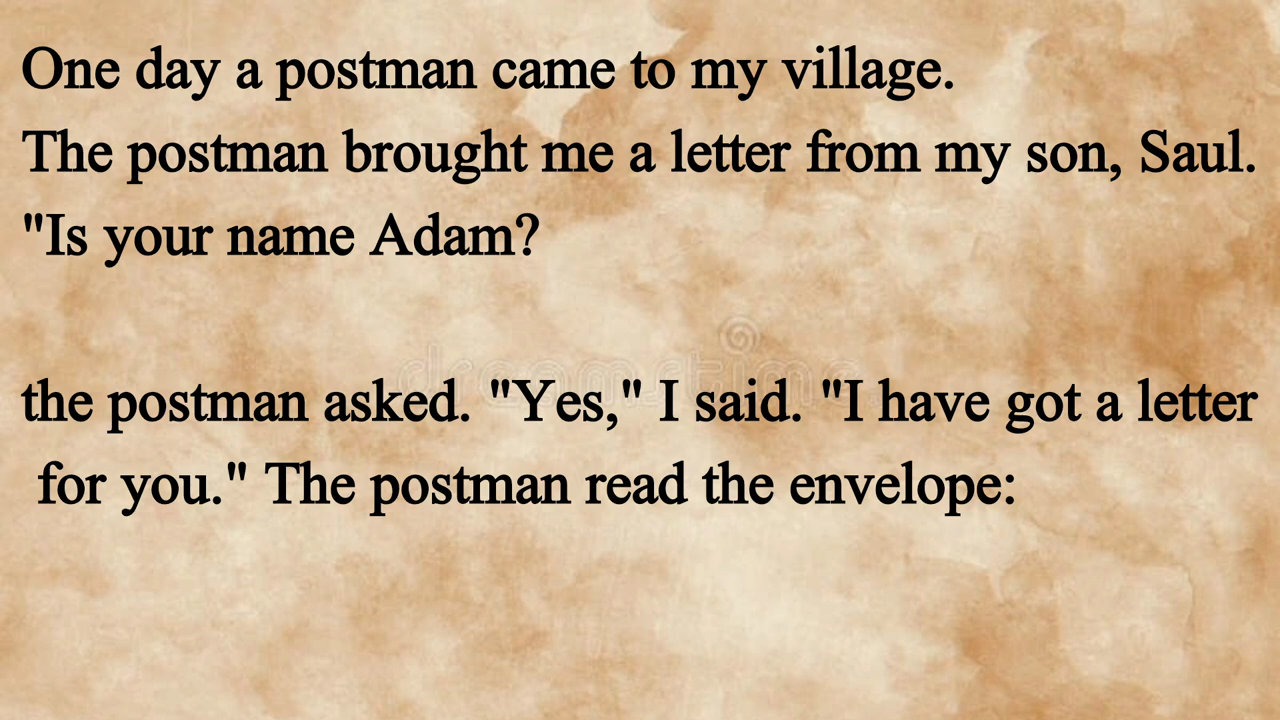 One day a postman came to my village.
The postman brought me a letter from my son, Saul.
"Is your name Adam?
dreamstime
the postman asked. "Yes," I said. "I have got a letter
for you." The postman read the envelope: